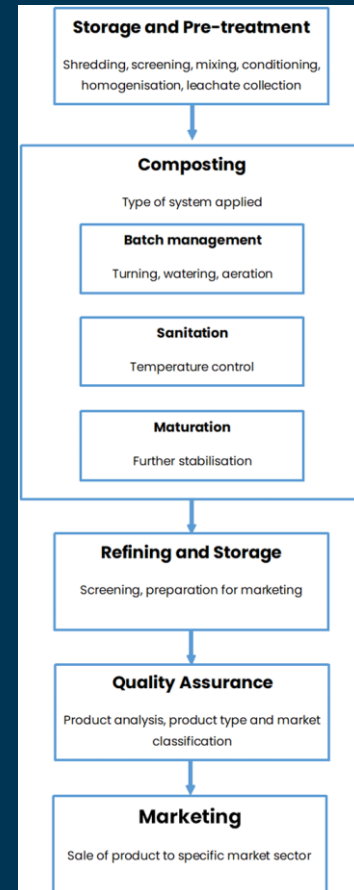 Storage and Pre-treatment
Shredding, screening, mixing, conditioning,
homogenisation, leachate collection
Composting
Type of system applied
Batch management
Turning, watering, aeration
Sanitation
Temperature control
Maturation
Further stabilisation
Refining and Storage
Screening, preparation for marketing
Quality Assurance
Product analysis, product type and market
classification
Marketing
Sale of product to specific market sector